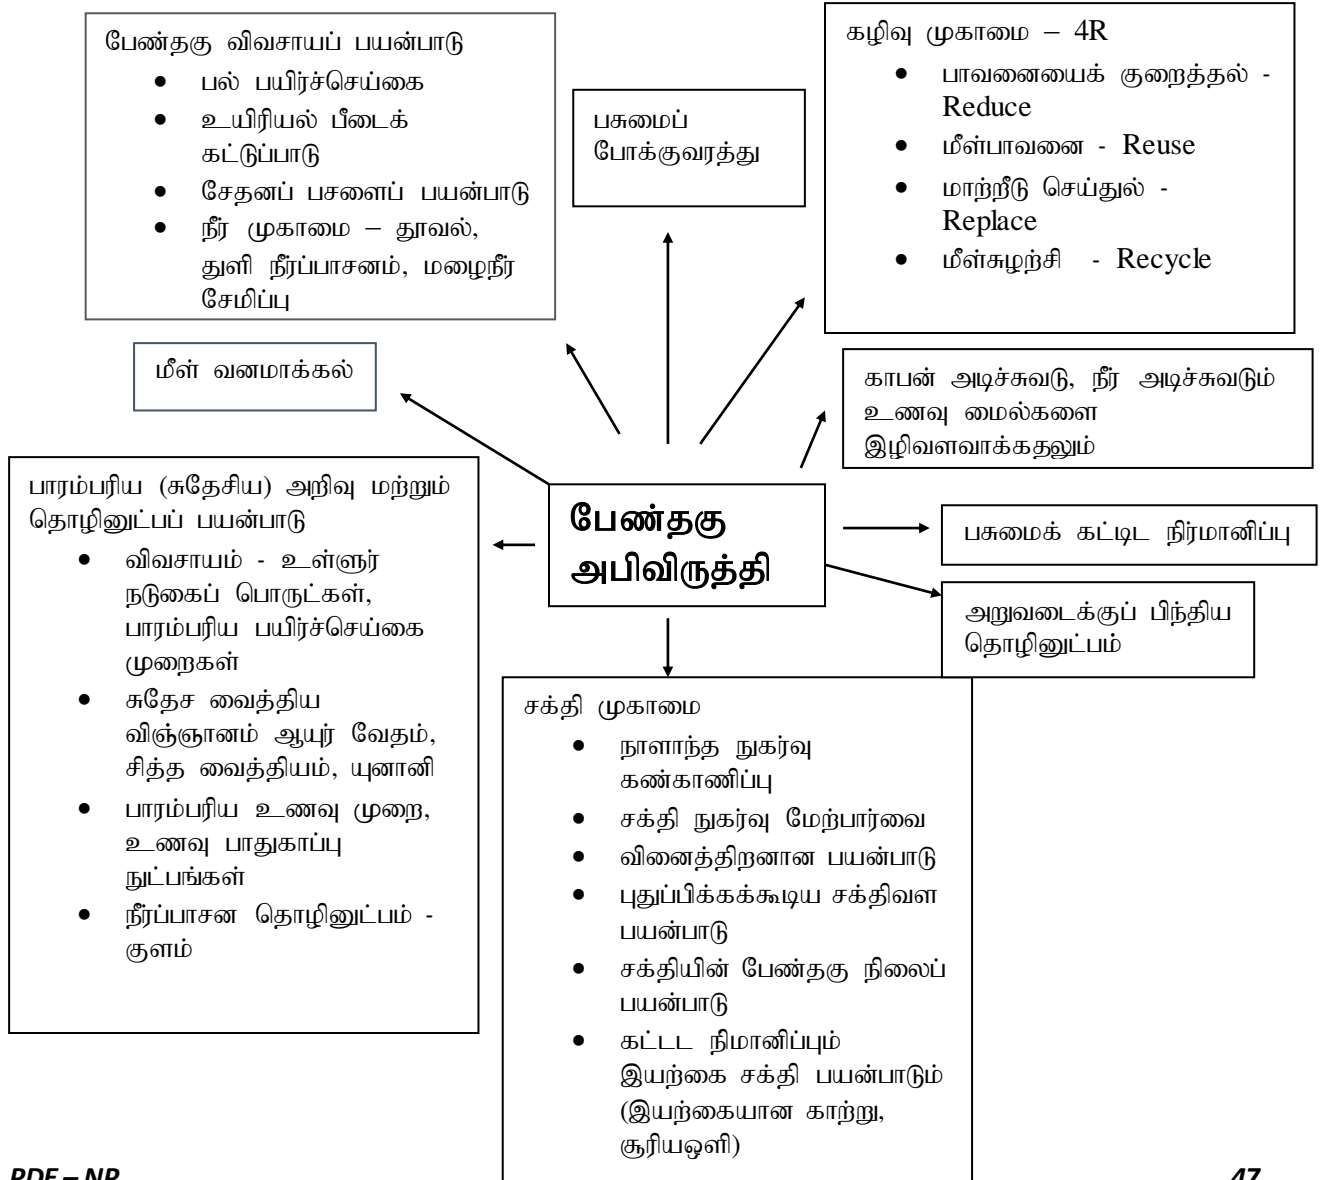 பேண்தகு விவசாயப் பயன்பாடு
• பல் பயிர்ச்செய்கை
• உயிரியல் பீடைக்
கட்டுப்பாடு
• சேதனப் பசளைப் பயன்பாடு
• நீர் முகாமை – தூவல்,
துளி நீர்ப்பாசனம், மழைநீர்
சேமிப்பு
பசுமைப்
போக்குவரத்து
கழிவு முகாமை – 4R
• பாவனையைக் குறைத்தல் -
Reduce
• மீள்பாவனை - Reuse
• மாற்றீடு செய்துல் -
Replace
• மீள்சுழற்சி - Recycle
மீள் வனமாக்கல்
காபன் அடிச்சுவடு, நீர் அடிச்சுவடும்
உணவு மைல்களை
இழிவளவாக்கதலும்
பாரம்பரிய (சுதேசிய) அறிவு மற்றும்
தொழினுட்பப் பயன்பாடு
• விவசாயம் - உள்ளுர்
நடுகைப் பொருட்கள்,
பாரம்பரிய பயிர்ச்செய்கை
முறைகள்
• சுதேச வைத்திய
விஞ்ஞானம் ஆயுர் வேதம்,
சித்த வைத்தியம், யுனானி
• பாரம்பரிய உணவு முறை,
உணவு பாதுகாப்பு
நுட்பங்கள்
• நீர்ப்பாசன தொழினுட்பம் -
குளம்
பேண்தகு
அபிவிருத்தி
பசுமைக் கட்டிட நிர்மானிப்பு
அறுவடைக்குப் பிந்திய
தொழினுட்பம்
சக்தி முகாமை
• நாளாந்த நுகர்வு
கண்காணிப்பு
• சக்தி நுகர்வு மேற்பார்வை
• வினைத்திறனான பயன்பாடு
• புதுப்பிக்கக்கூடிய சக்திவள
பயன்பாடு
• சக்தியின் பேண்தகு நிலைப்
பயன்பாடு
• கட்டட நிமானிப்பும்
இயற்கை சக்தி பயன்பாடும்
(இயற்கையான காற்று,
சூரியஒளி)
PDE – NP
47